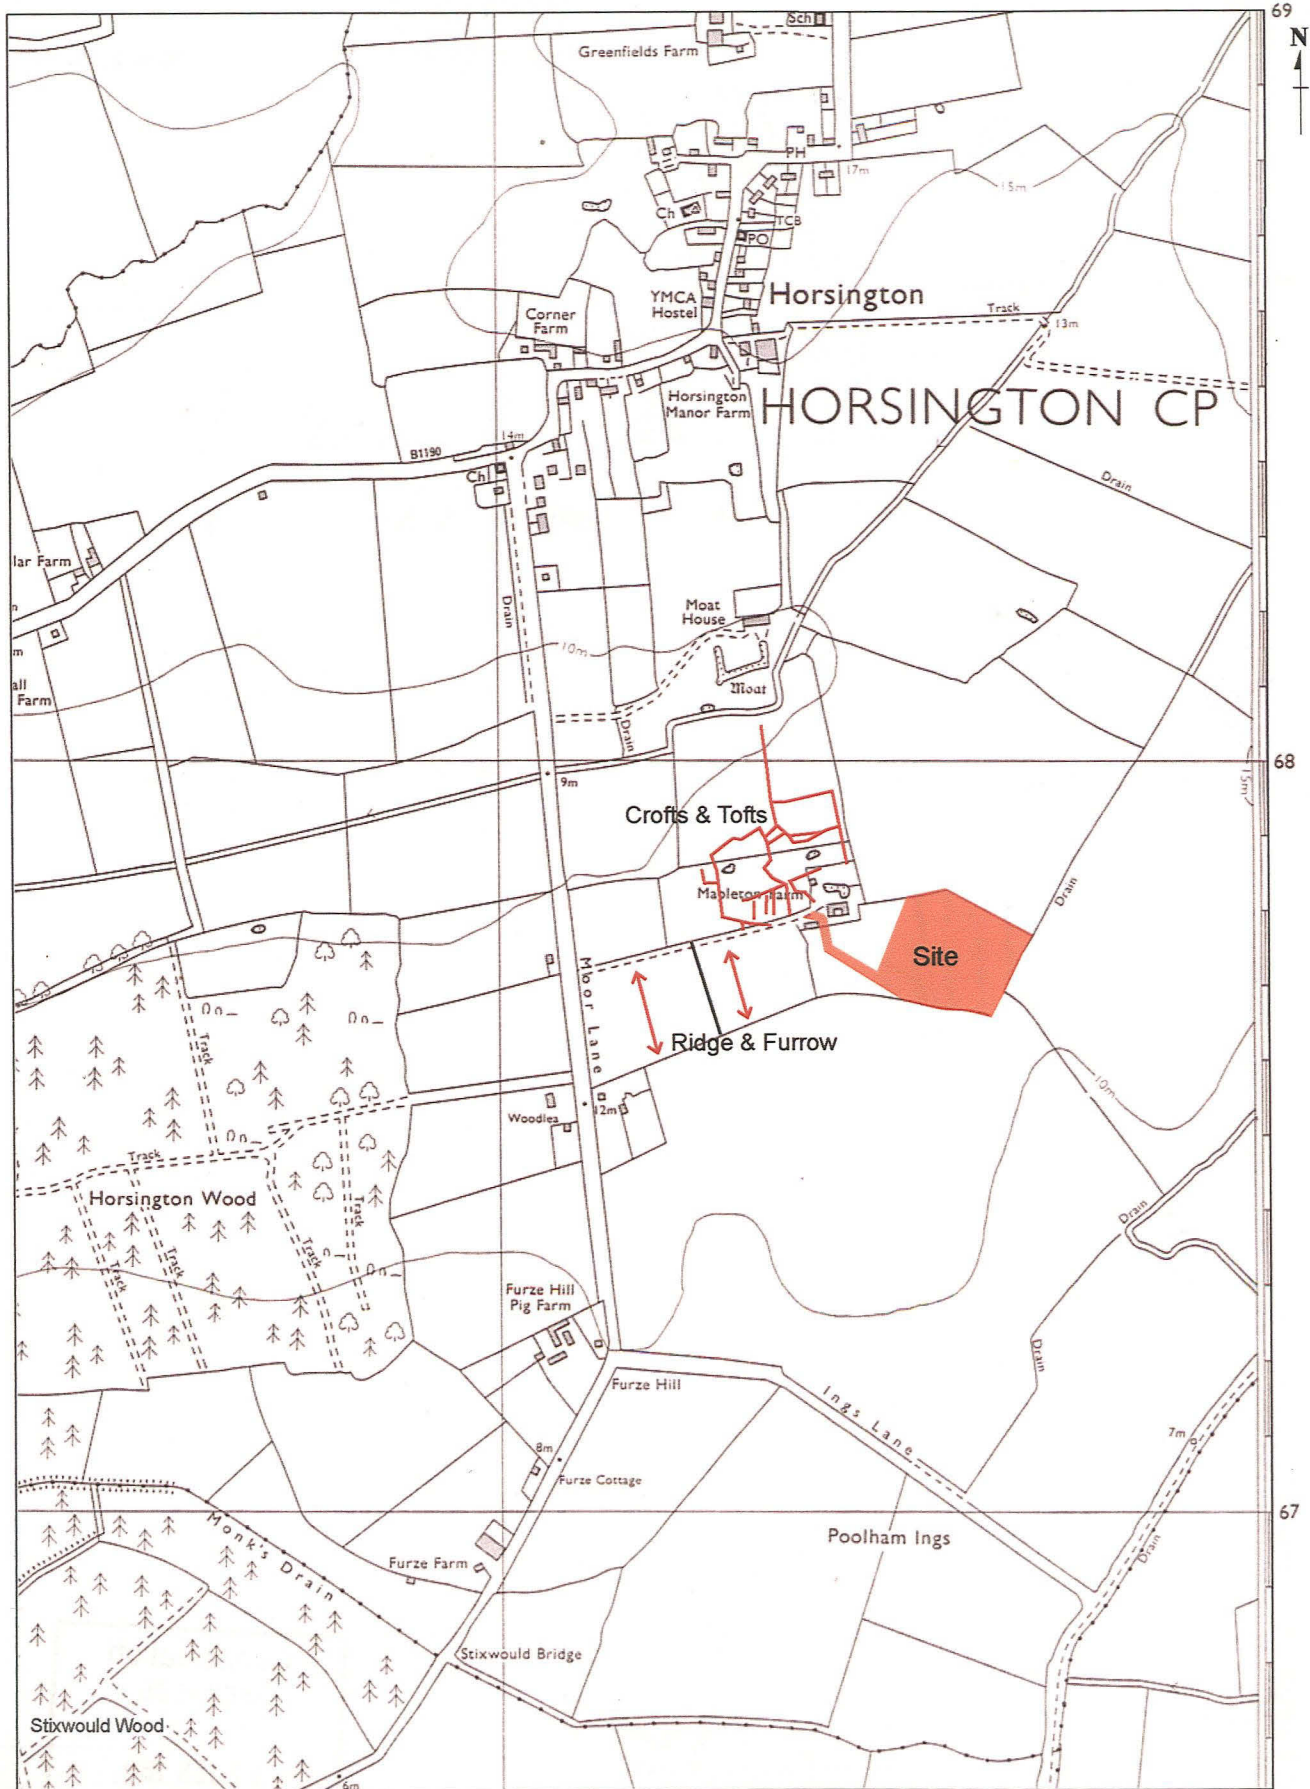 69
N
Sch
Greenfields Farm
PH
17m
15m
Ch
TCB
PO
YMCA
Hostel
Horsington
Track
13m
Corner
Farm
Horsington
Manor Farm
HORSINGTON CP
14m
B1190
Ch
Drain
lar Farm
Drain
Moat
House
10m
Moat
all
Farm
m
Drain
68
9m
15m
Crofts & Tofts
Mapleton Farm
Drain
Site
Moor Lane
Ridge & Furrow
Track
10m
Woodlea
12m
Track
Horsington Wood
Track
Track
Track
Track
Drain
Furze Hill
Pig Farm
Furze Hill
Drain
Ings Lane
7m
8m
Furze Cottage
67
Monk's Drain
Poolham Ings
Drain
Furze Farm
Stixwould Bridge
Stixwould Wood
6m